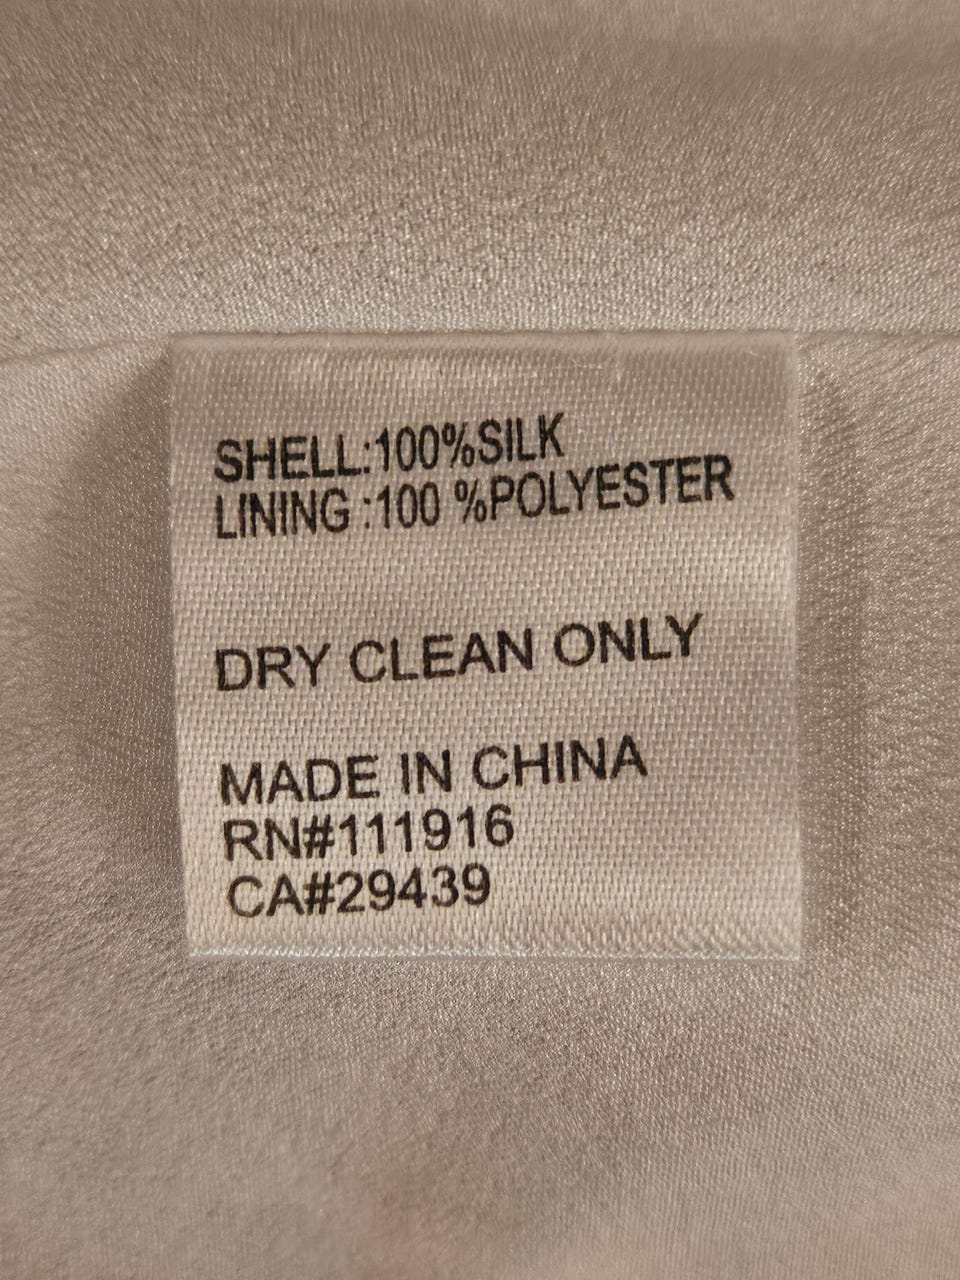 SHELL:100%SILK
LINING :100 %POLYESTER
DRY CLEAN ONLY
MADE IN CHINA
RN#111916
CA#29439